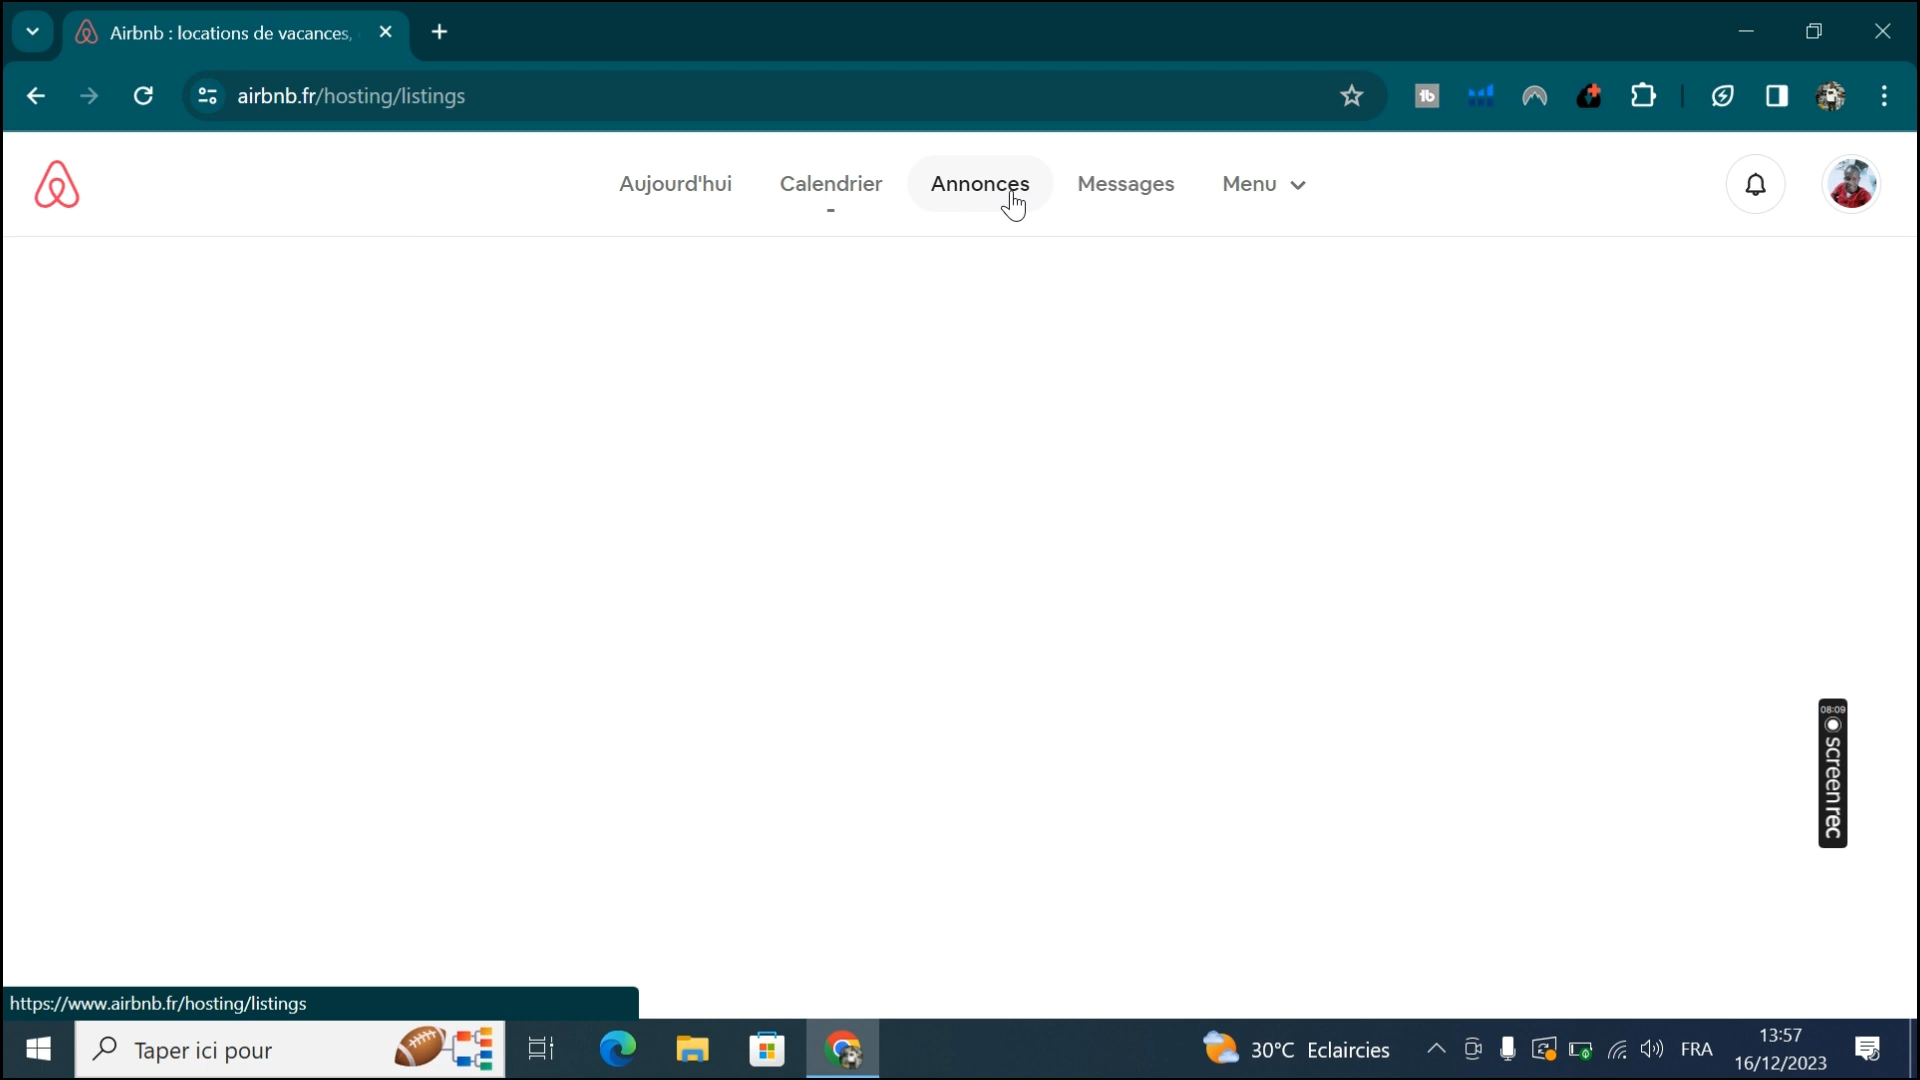 Airbnb : locations de vacances,
airbnb.fr/hosting/listings
Aujourd'hui
Calendrier
Annonces
Messages
Menu
08:09
screenrec
https://www.airbnb.fr/hosting/listings
Taper ici pour
30°C Eclaircies
FRA
13:57
16/12/2023